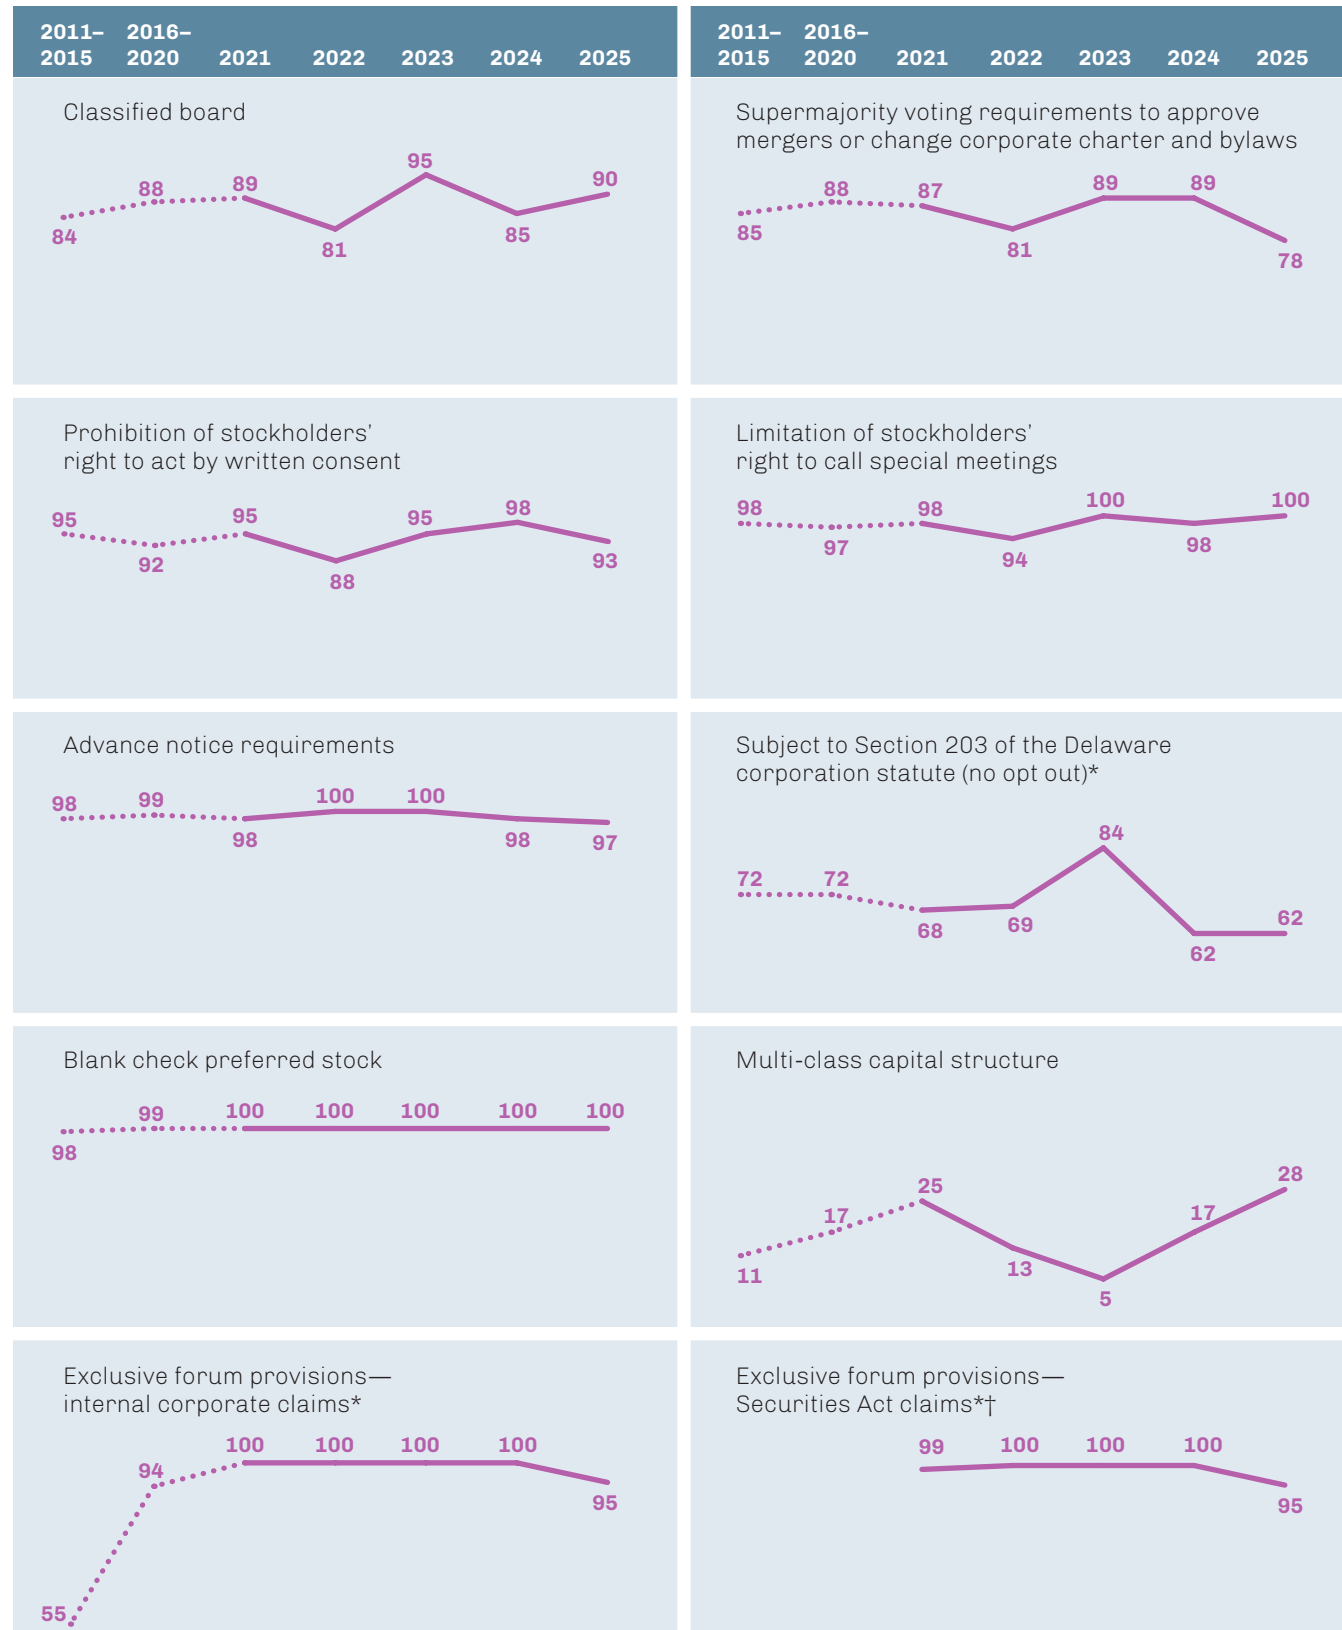 2011– 2016–
2015 2020 2021 2022 2023 2024 2025
Classified board
84 88 89 81 95 85 90
Prohibition of stockholders’
right to act by written consent
95 92 95 88 95 98 93
Advance notice requirements
98 99 98 100 100 98 97
Blank check preferred stock
98 99 100 100 100 100 100
Exclusive forum provisions—
internal corporate claims*
55 94 100 100 100 100 95
2011– 2016–
2015 2020 2021 2022 2023 2024 2025
Supermajority voting requirements to approve
mergers or change corporate charter and bylaws
85 88 87 81 89 89 78
Limitation of stockholders’
right to call special meetings
98 97 98 94 100 98 100
Subject to Section 203 of the Delaware
corporation statute (no opt out)*
72 72 68 69 84 62 62
Multi-class capital structure
11 17 25 13 5 17 28
Exclusive forum provisions—
Securities Act claims*†
99 100 100 100 95